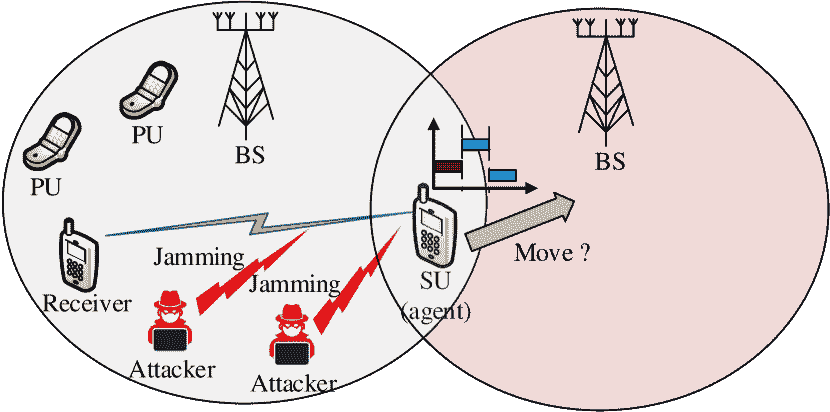 PU
PU
BS
BS
Move ?
Jamming
Jamming
Receiver
SU
(agent)
Attacker
Attacker